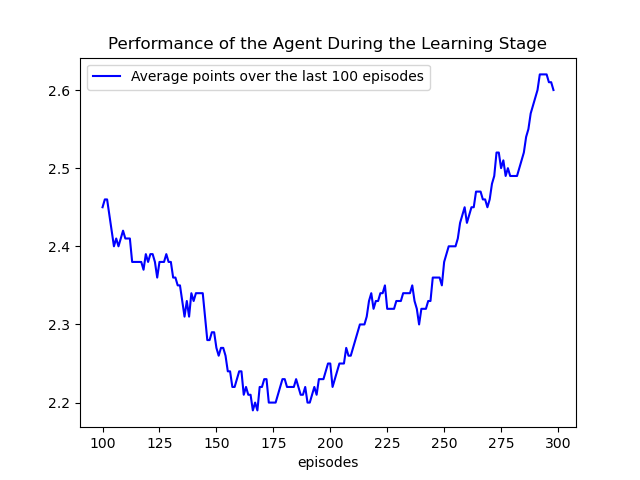 Performance of the Agent During the Learning Stage
Average points over the last 100 episodes
2.6
2.5
2.4
2.3
2.2
100 125 150 175 200 225 250 275 300
episodes